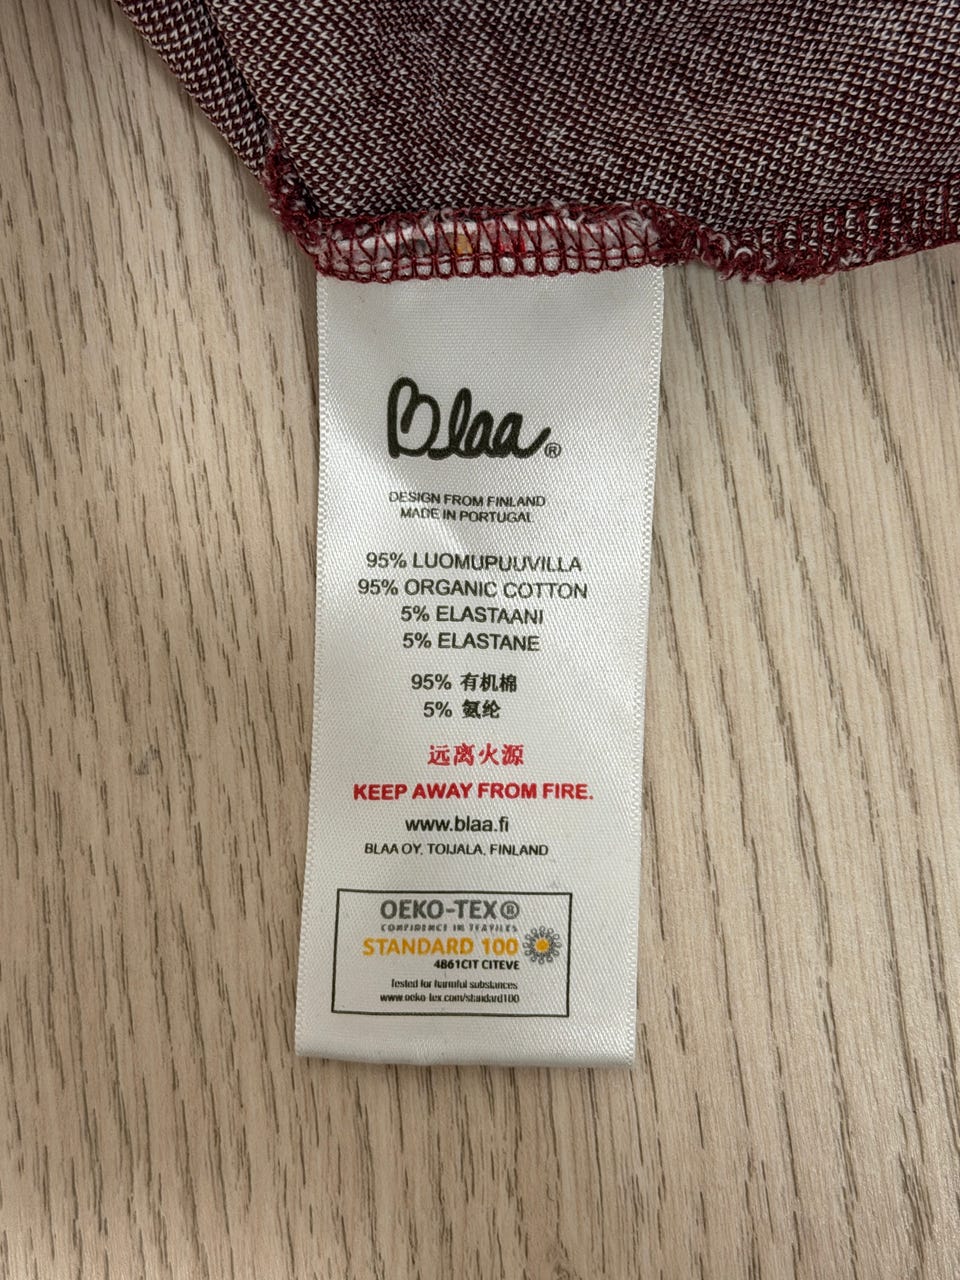 Blaa®
DESIGN FROM FINLAND
MADE IN PORTUGAL
95% LUOMUPUUVILLA
95% ORGANIC COTTON
5% ELASTAANI
5% ELASTANE
95% 有机棉
5% 氨纶
远离火源
KEEP AWAY FROM FIRE.
www.blaa.fi
BLAA OY, TOIJALA, FINLAND
OEKO-TEX®
CONFIDENCE IN TEXTILES
STANDARD 100
4861CIT CITEVE
Tested for harmful substances
www.oeko-tex.com/standard100